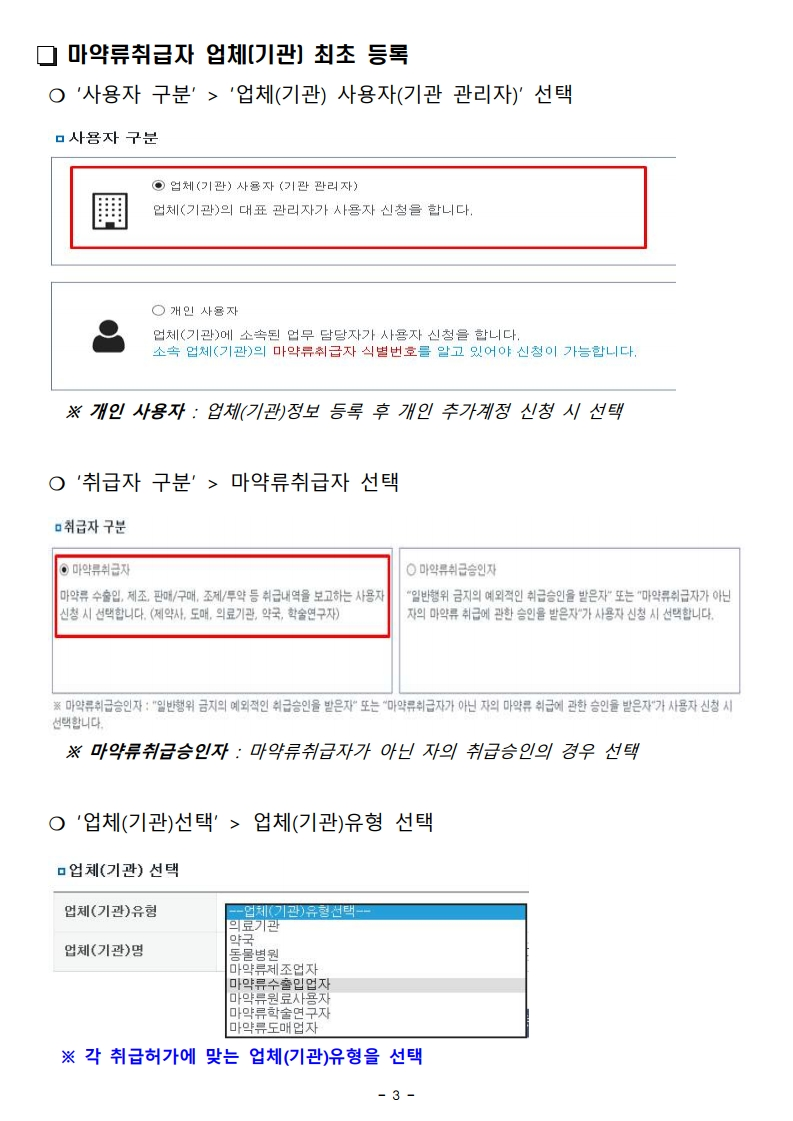 ❏ 마약류취급자 업체(기관) 최초 등록
❍ '사용자 구분' > '업체(기관) 사용자(기관 관리자)' 선택
사용자 구분
업체(기관) 사용자 (기관 관리자)
업체(기관)의 대표 관리자가 사용자 신청을 합니다.
개인 사용자
업체(기관)에 소속된 업무 담당자가 사용자 신청을 합니다.
소속 업체(기관)의 마약류취급자 식별번호를 알고 있어야 신청이 가능합니다.
※ 개인 사용자 : 업체(기관)정보 등록 후 개인 추가계정 신청 시 선택
❍ '취급자 구분' > 마약류취급자 선택
취급자 구분
마약류취급자
마약류 수출입, 제조, 판매/구매, 조제/투약 등 취급내역을 보고하는 사용자
신청 시 선택합니다. (제약사, 도매, 의료기관, 약국, 학술연구자)
마약류취급승인자
"일반행위 금지의 예외적인 취급승인을 받은자" 또는 "마약류취급자가 아닌
자의 마약류 취급에 관한 승인을 받은자"가 사용자 신청 시 선택합니다.
※ 마약류취급승인자 : "일반행위 금지의 예외적인 취급승인을 받은자" 또는 "마약류취급자가 아닌 자의 마약류 취급에 관한 승인을 받은자"가 사용자 신청 시
선택합니다.
※ 마약류취급승인자 : 마약류취급자가 아닌 자의 취급승인의 경우 선택
❍ '업체(기관)선택' > 업체(기관)유형 선택
업체(기관) 선택
업체(기관)유형
업체(기관)명
--업체(기관)유형선택--
의료기관
약국
동물병원
마약류제조업자
마약류수출입업자
마약류원료사용자
마약류학술연구자
마약류도매업자
※ 각 취급허가에 맞는 업체(기관)유형을 선택
- 3 -